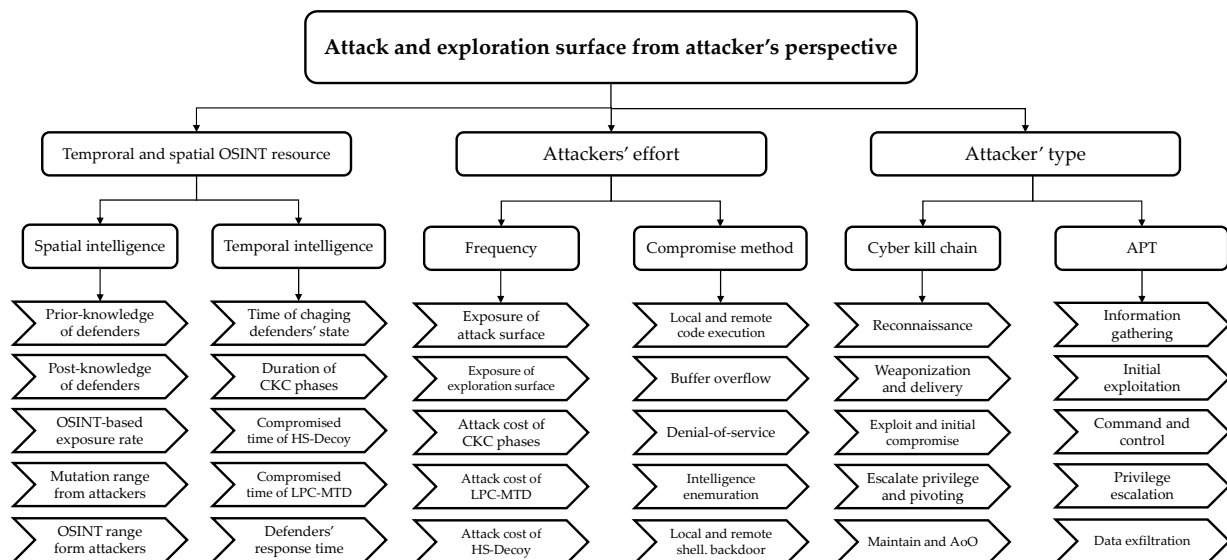 Attack and exploration surface from attacker's perspective
Temproral and spatial OSINT resource
Attackers' effort
Attacker' type
Spatial intelligence
Temporal intelligence
Frequency
Compromise method
Cyber kill chain
APT
Prior-knowledge
of defenders
Post-knowledge
of defenders
OSINT-based
exposure rate
Mutation range
from attackers
OSINT range
form attackers
Time of chaging
defenders' state
Duration of
CKC phases
Compromised
time of HS-Decoy
Compromised
time of LPC-MTD
Defenders'
response time
Exposure of
attack surface
Exposure of
exploration surface
Attack cost of
CKC phases
Attack cost of
LPC-MTD
Attack cost of
HS-Decoy
Local and remote
code execution
Buffer overflow
Denial-of-service
Intelligence
enemuration
Local and remote
shell. backdoor
Reconnaissance
Weaponization
and delivery
Exploit and initial
compromise
Escalate privilege
and pivoting
Maintain and AoO
Information
gathering
Initial
exploitation
Command and
control
Privilege
escalation
Data exfiltration